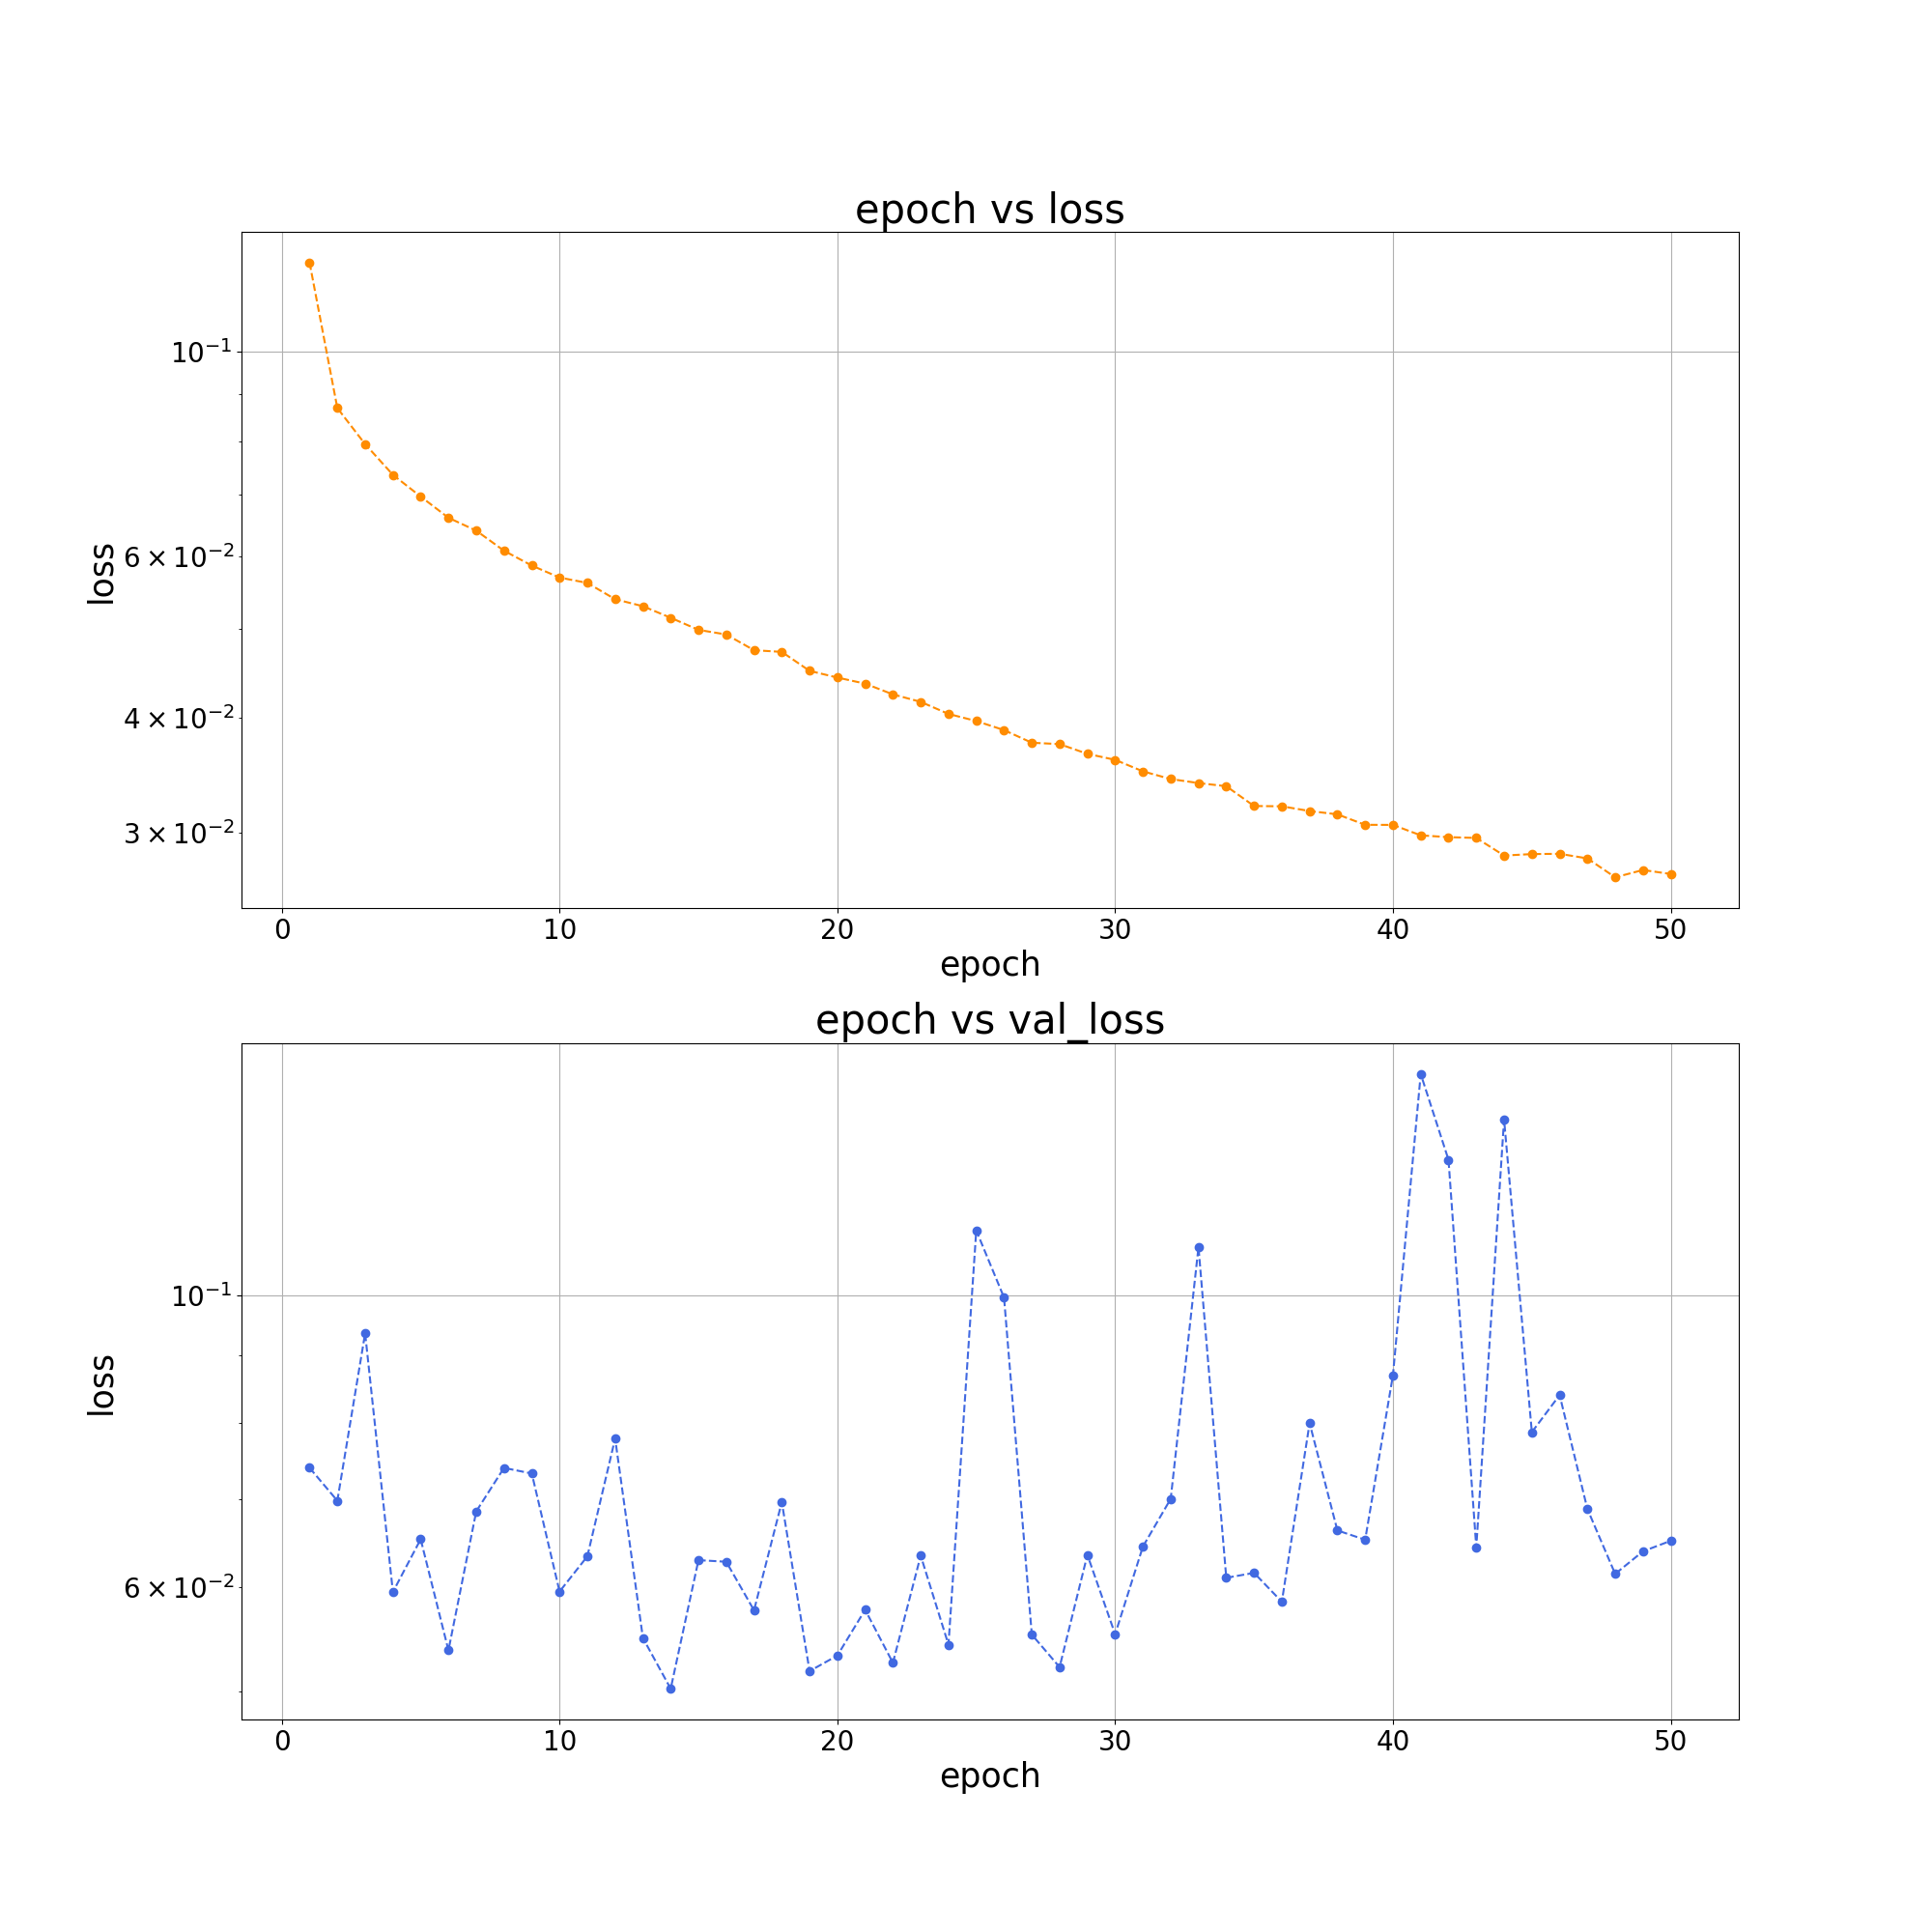 epoch vs loss
10⁻¹
6 × 10⁻²
4 × 10⁻²
3 × 10⁻²
loss
0 10 20 30 40 50
epoch
epoch vs val_loss
10⁻¹
6 × 10⁻²
loss
0 10 20 30 40 50
epoch